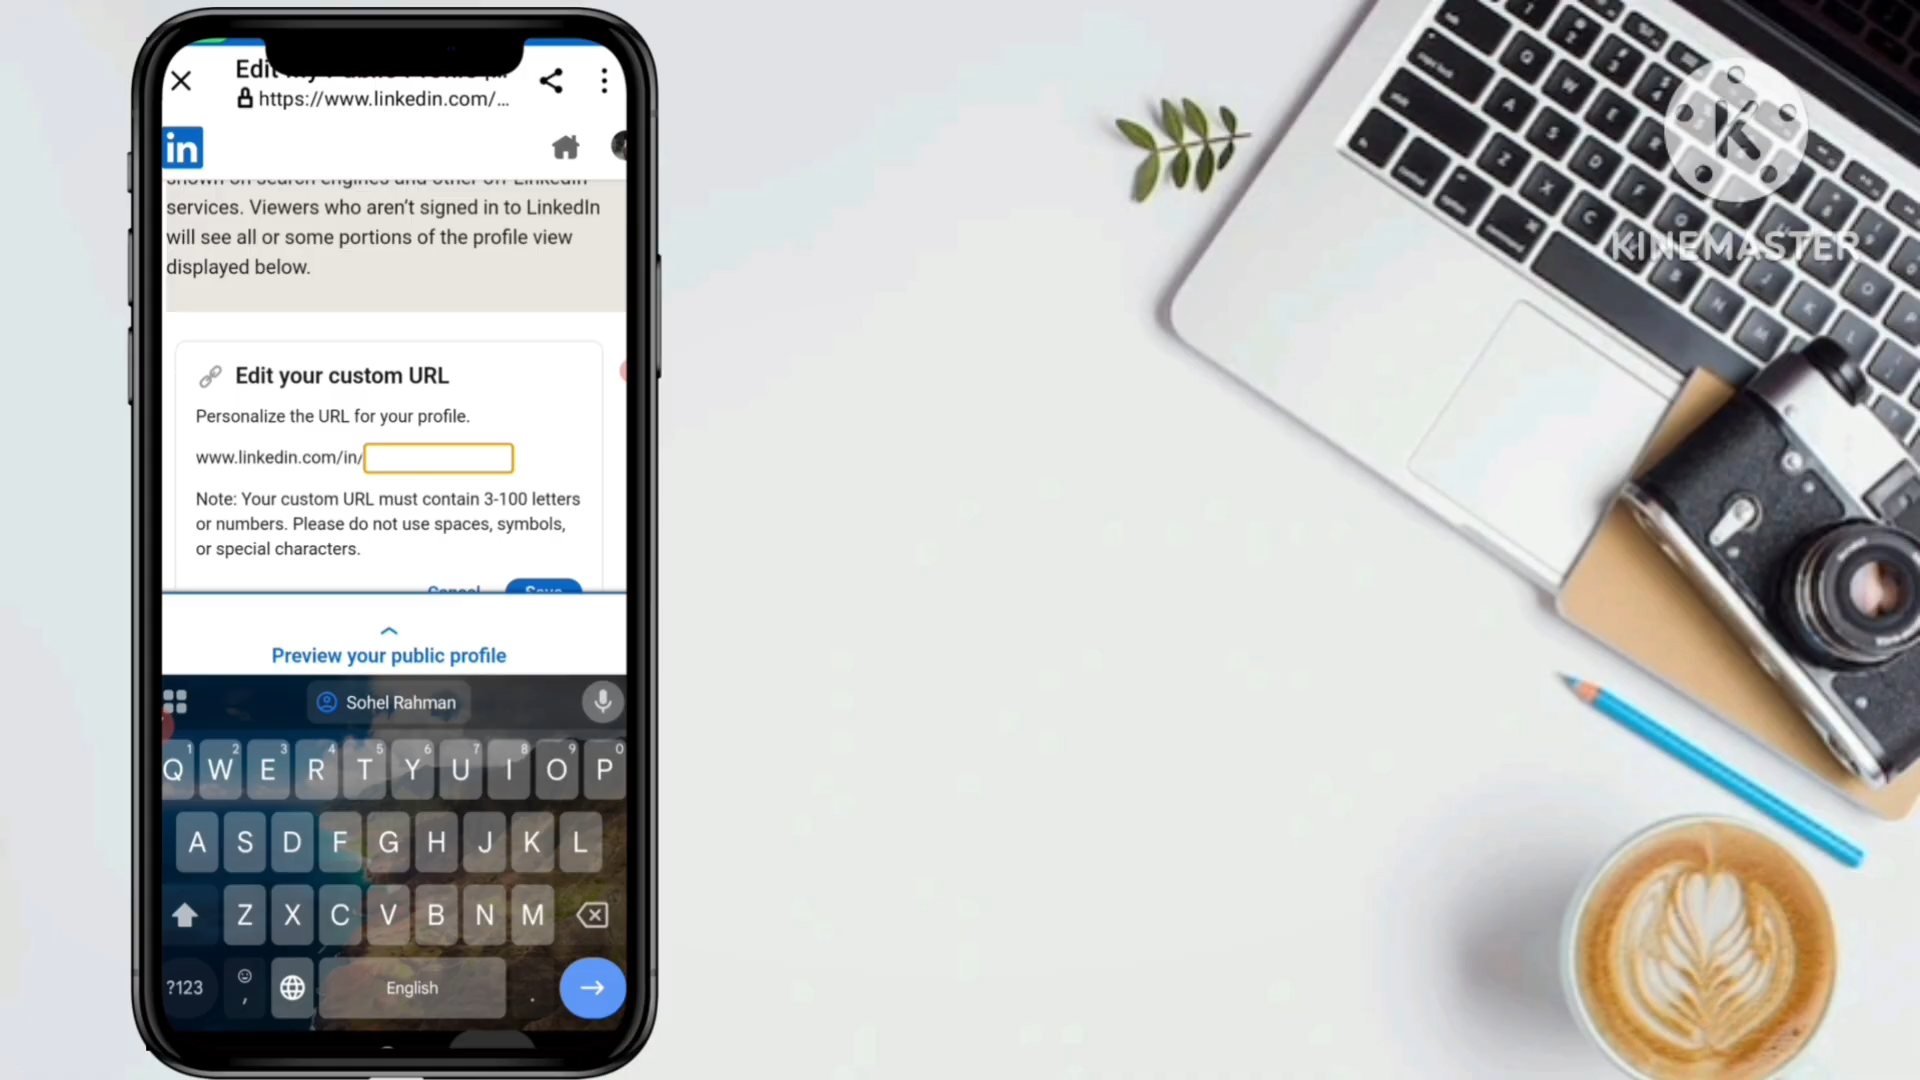 https://www.linkedin.com/...
in
services. Viewers who aren't signed in to LinkedIn
will see all or some portions of the profile view
displayed below.
Edit your custom URL
Personalize the URL for your profile.
www.linkedin.com/in/
Note: Your custom URL must contain 3-100 letters
or numbers. Please do not use spaces, symbols,
or special characters.
Cancel Save
Preview your public profile
Sohel Rahman
1 2 3 4 5 6 7 8 9 0
Q W E R T Y U I O P
A S D F G H J K L
Z X C V B N M
?123 , English .
K
KINEMASTER